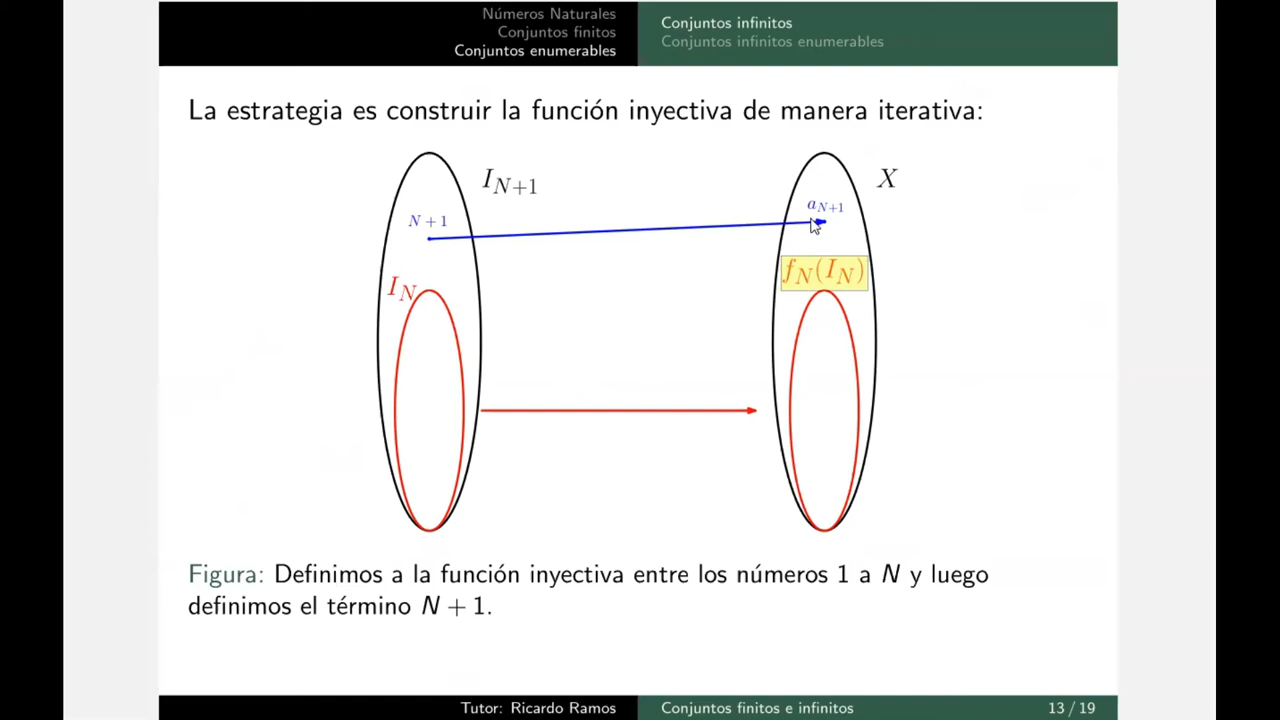 Números Naturales
Conjuntos finitos
Conjuntos enumerables
Conjuntos infinitos
Conjuntos infinitos enumerables
La estrategia es construir la función inyectiva de manera iterativa:
I_{N+1}
X
a_{N+1}
N + 1
f_N(I_N)
I_N
Figura: Definimos a la función inyectiva entre los números 1 a N y luego
definimos el término N + 1.
Tutor: Ricardo Ramos
Conjuntos finitos e infinitos
13 / 19